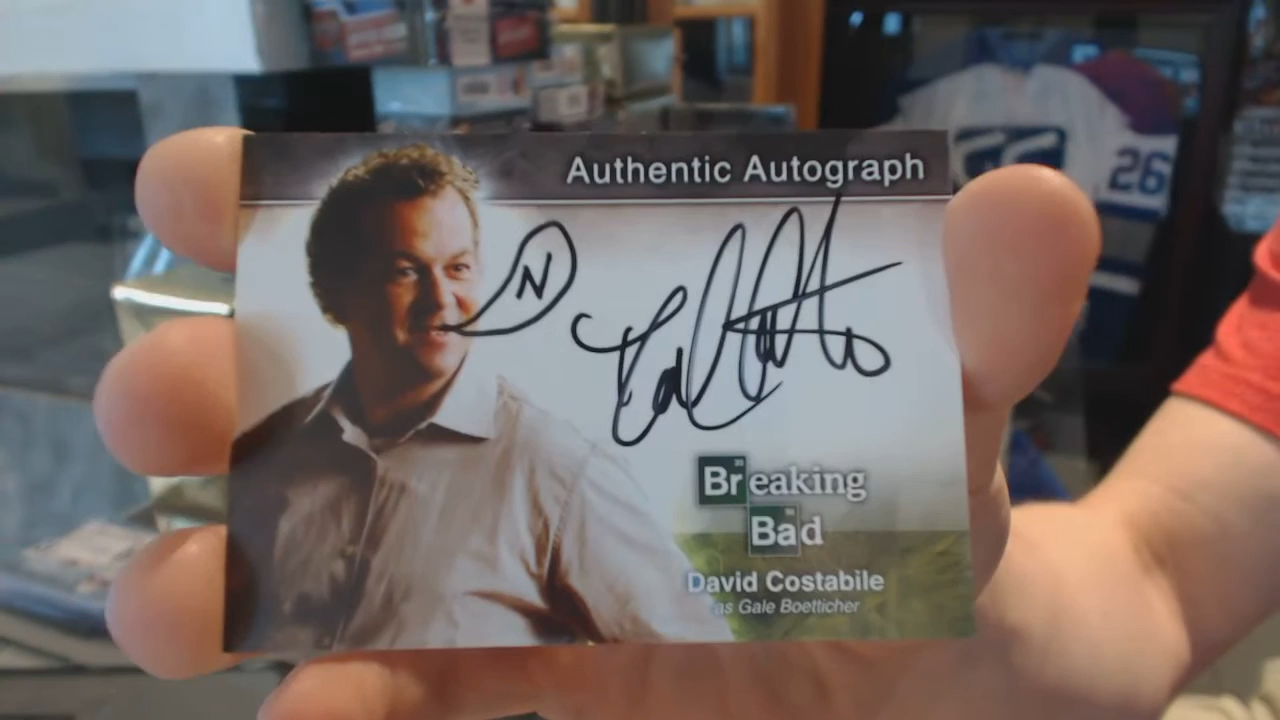 Authentic Autograph
N
Breaking
Bad
David Costabile
as Gale Boetticher
26